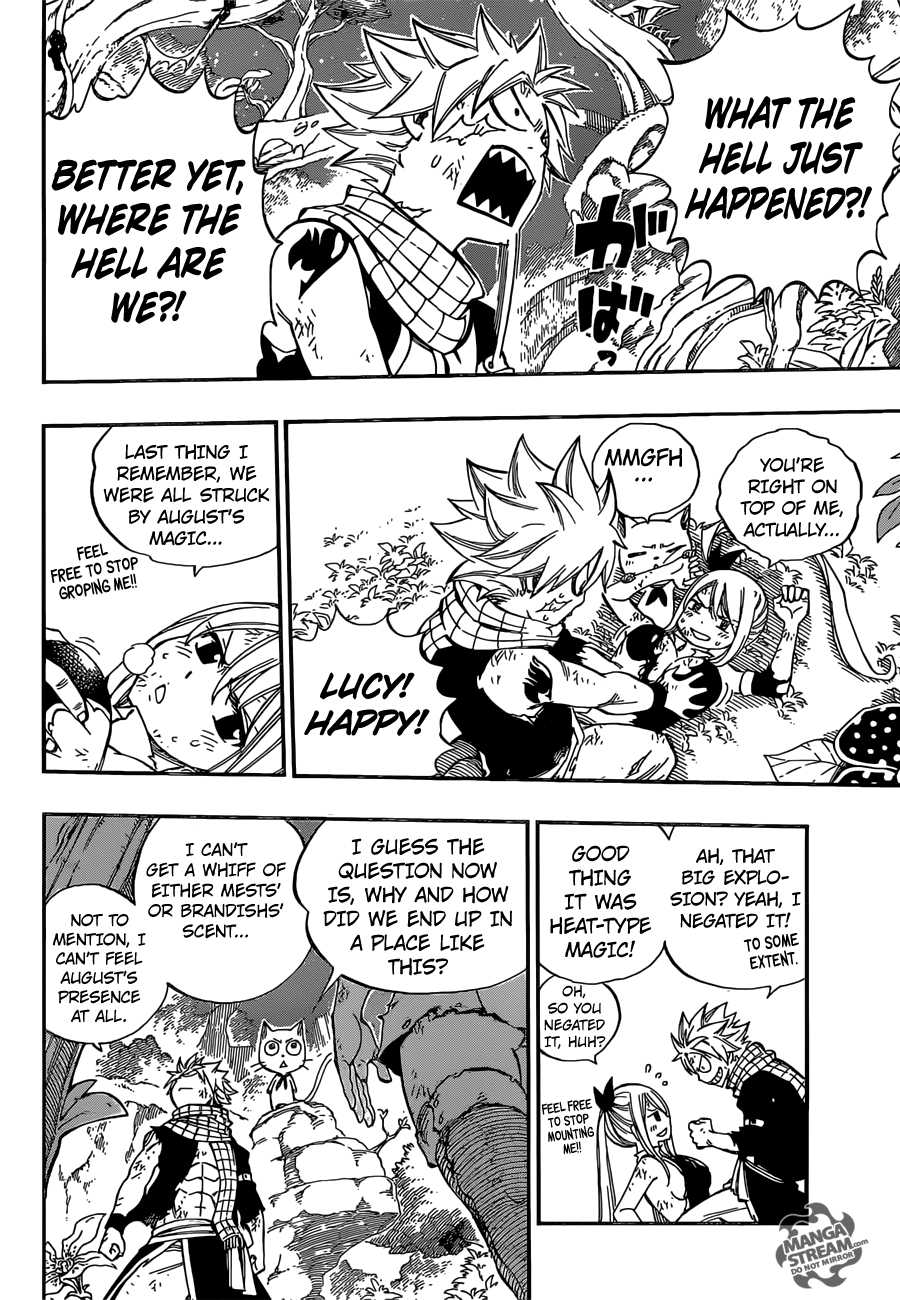 WHAT THE
HELL JUST
HAPPENED?!
BETTER YET,
WHERE THE
HELL ARE
WE?!
ガ
ばっ
YOU'RE
RIGHT ON
TOP OF ME,
ACTUALLY...
MMGFH
...
LUCY!
HAPPY!
LAST THING I
REMEMBER, WE
WERE ALL STRUCK
BY AUGUST'S
MAGIC...
FEEL
FREE TO STOP
GROPING ME!!
AH, THAT
BIG EXPLO-
SION? YEAH, I
NEGATED IT!
TO SOME
EXTENT.
GOOD
THING
IT WAS
HEAT-TYPE
MAGIC!
OH,
SO YOU
NEGATED
IT, HUH?
FEEL FREE
TO STOP
MOUNTING
ME!!
I GUESS THE
QUESTION NOW
IS, WHY AND HOW
DID WE END UP IN
A PLACE LIKE
THIS?
I CAN'T
GET A WHIFF OF
EITHER MESTS'
OR BRANDISHS'
SCENT...
NOT TO
MENTION, I
CAN'T FEEL
AUGUST'S
PRESENCE
AT ALL.
MANGA
STREAM.com
DO NOT MIRROR